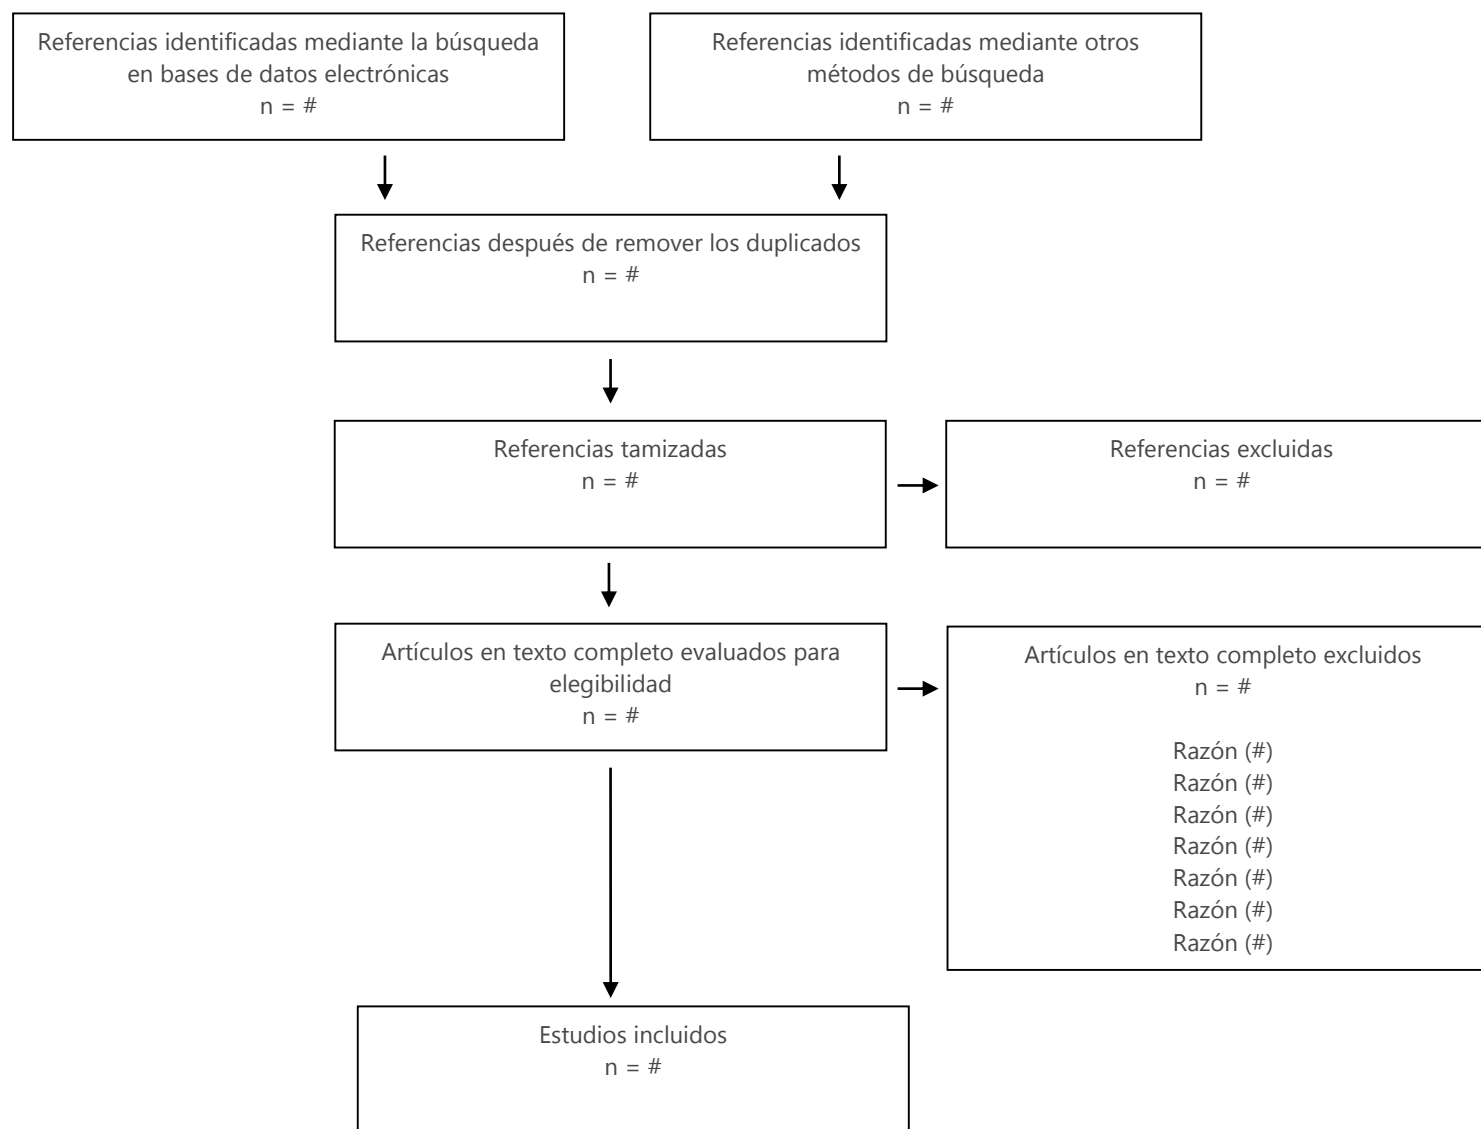 Referencias identificadas mediante la búsqueda
en bases de datos electrónicas
n = #
Referencias identificadas mediante otros
métodos de búsqueda
n = #
Referencias después de remover los duplicados
n = #
Referencias tamizadas
n = #
Referencias excluidas
n = #
Artículos en texto completo evaluados para
elegibilidad
n = #
Artículos en texto completo excluidos
n = #
Razón (#)
Razón (#)
Razón (#)
Razón (#)
Razón (#)
Razón (#)
Razón (#)
Estudios incluidos
n = #